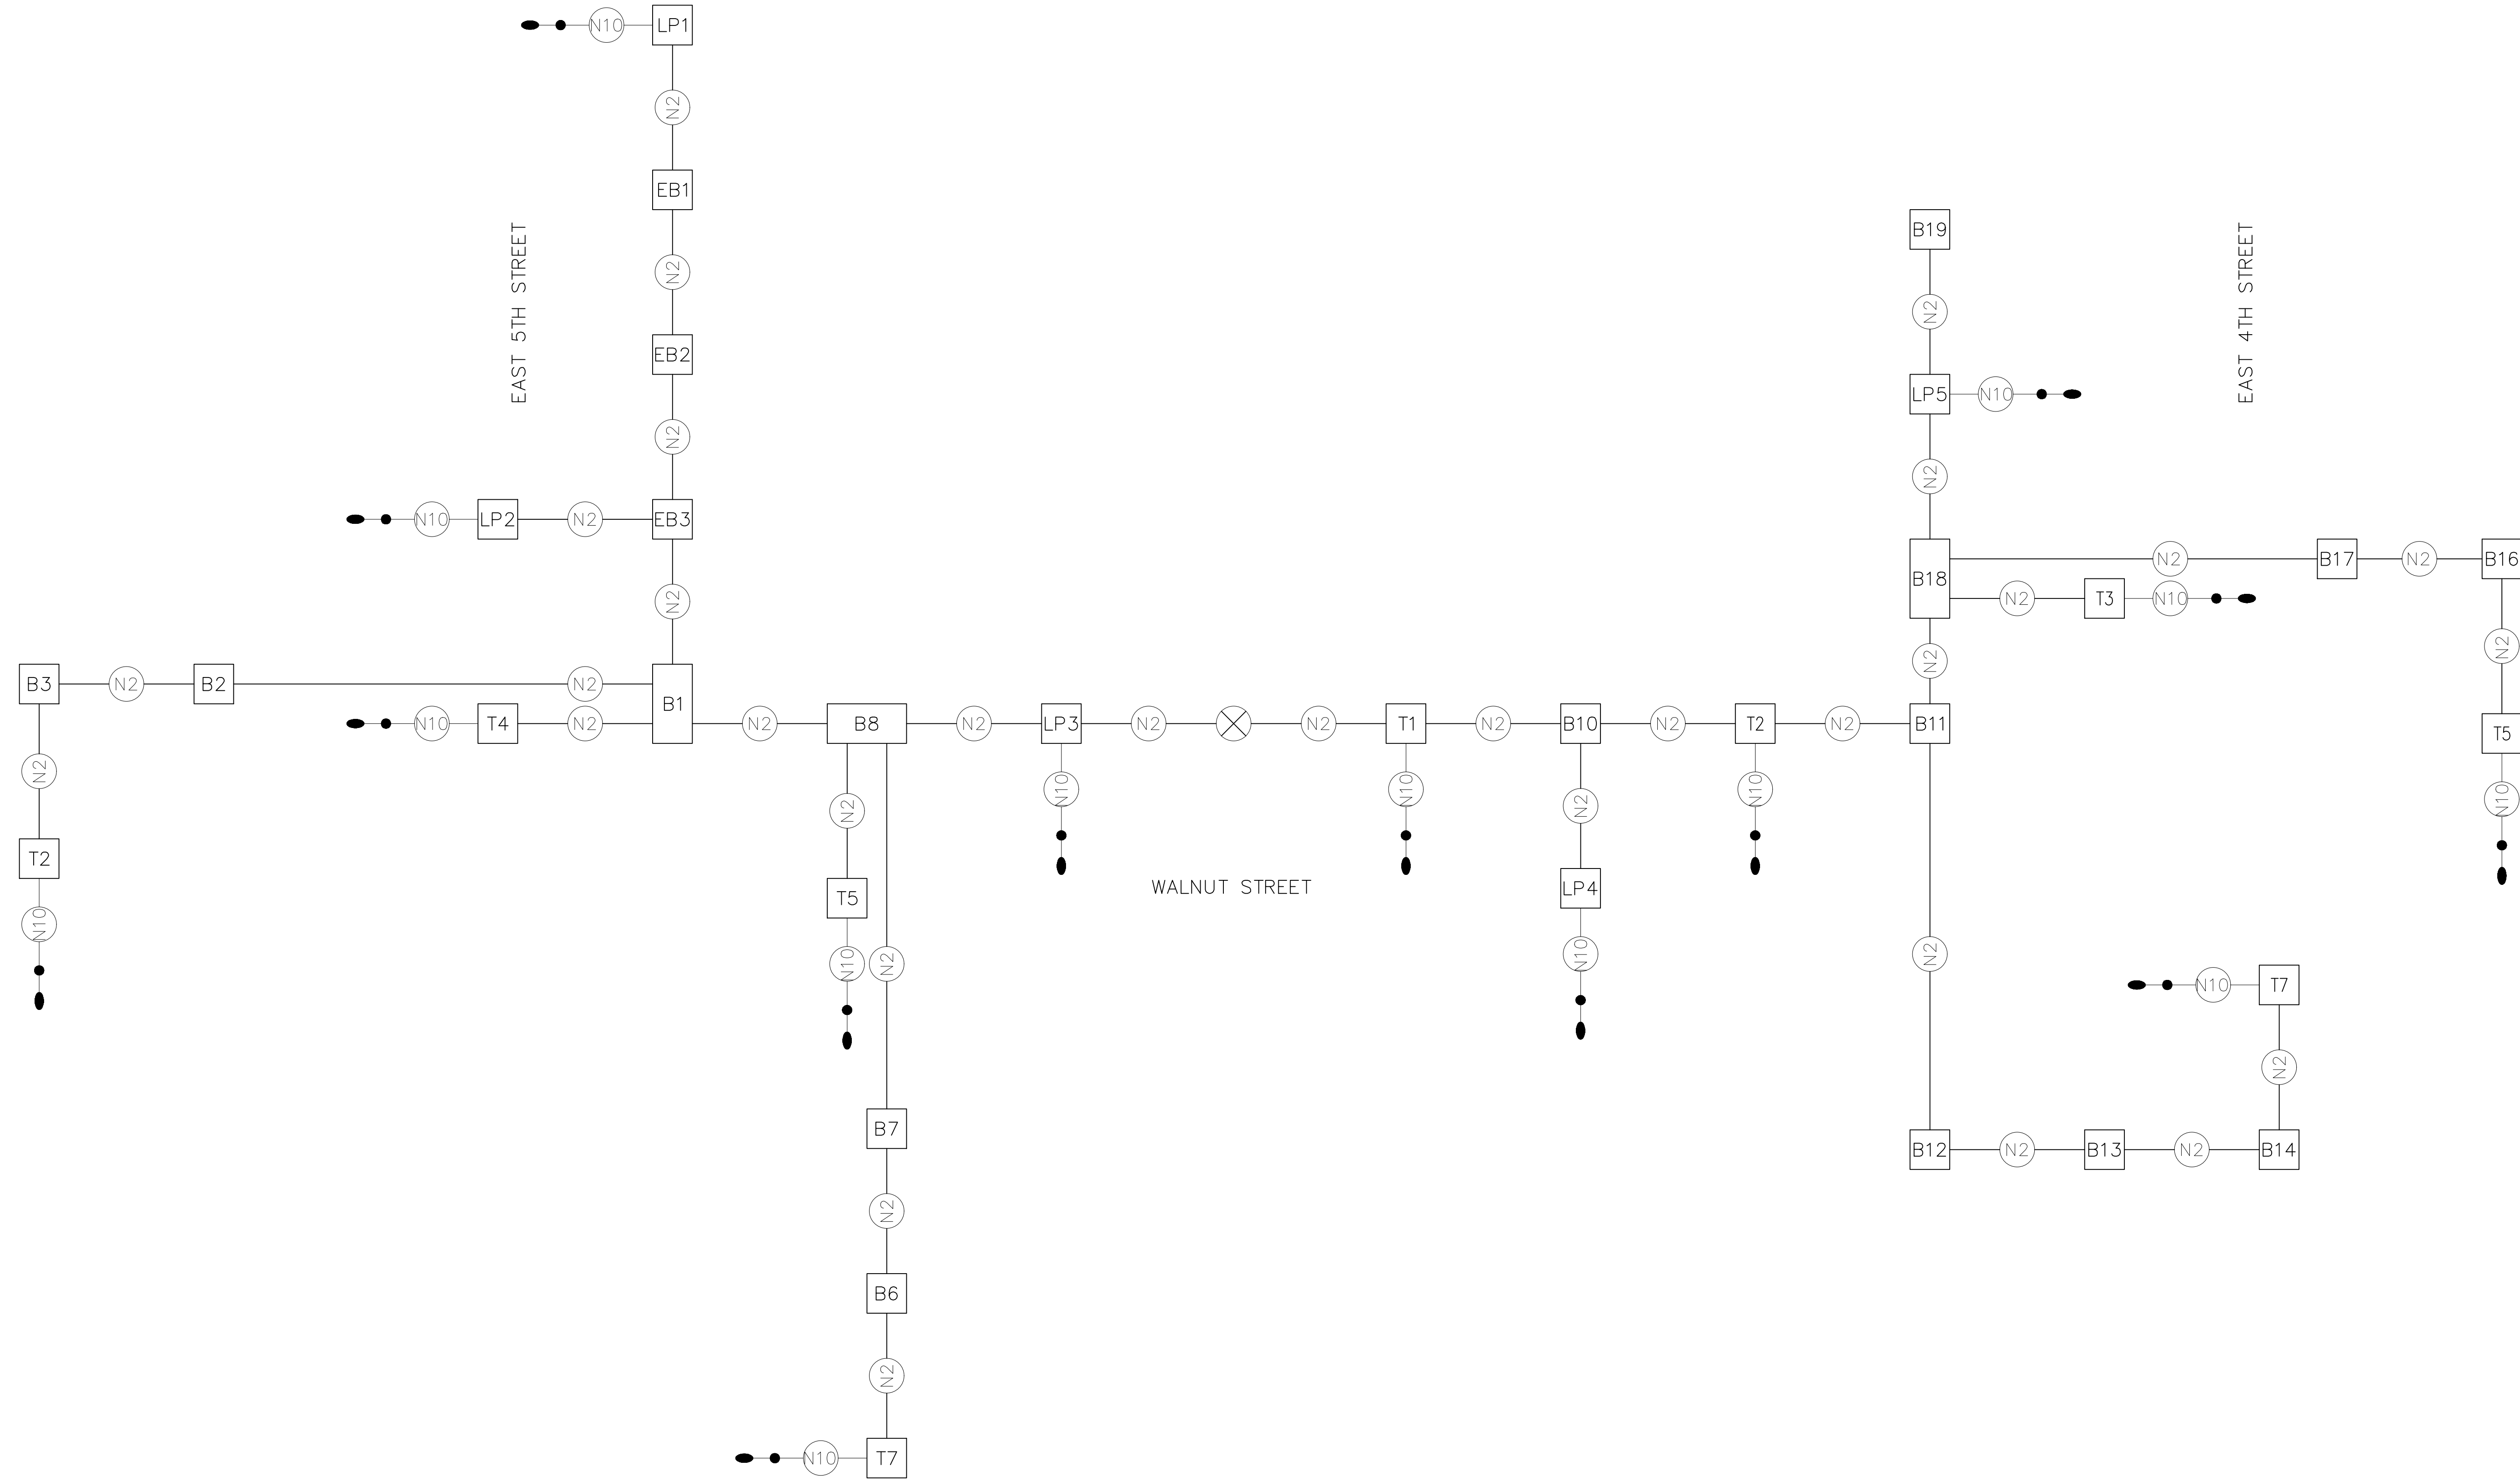 N10 LP1
N2
EB1
EAST 5TH STREET
N2
EB2
N2
N10 LP2 N2 EB3
N2
B3 N2 B2 N2
B1
N10 T4 N2
N2 B8 N2 LP3 N2 N2 T1 N2 B10 N2 T2 N2 B11
B19
EAST 4TH STREET
N2
LP5 N10
N2
B18
N2 B17 N2 B16
N2 T3 N10
N2
N2
T5
N10
N2
T2
N10
N2
T5
N10 N2
N10
N10
N2
LP4
N10
N10
WALNUT STREET
N2
N10 T7
N2
B12 N2 B13 N2 B14
B7
N2
B6
N2
N10 T7